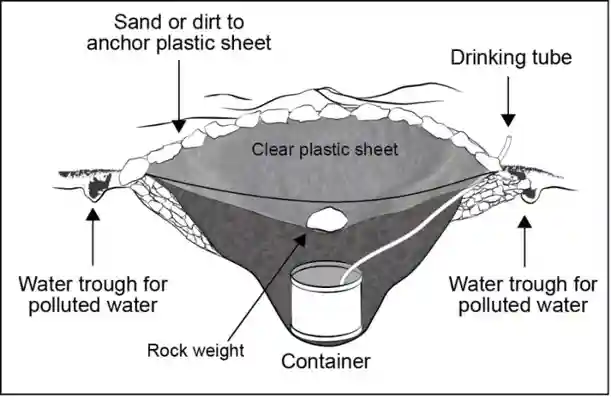 Sand or dirt to
anchor plastic sheet
Drinking tube
Clear plastic sheet
Water trough for
polluted water
Water trough for
polluted water
Rock weight
Container